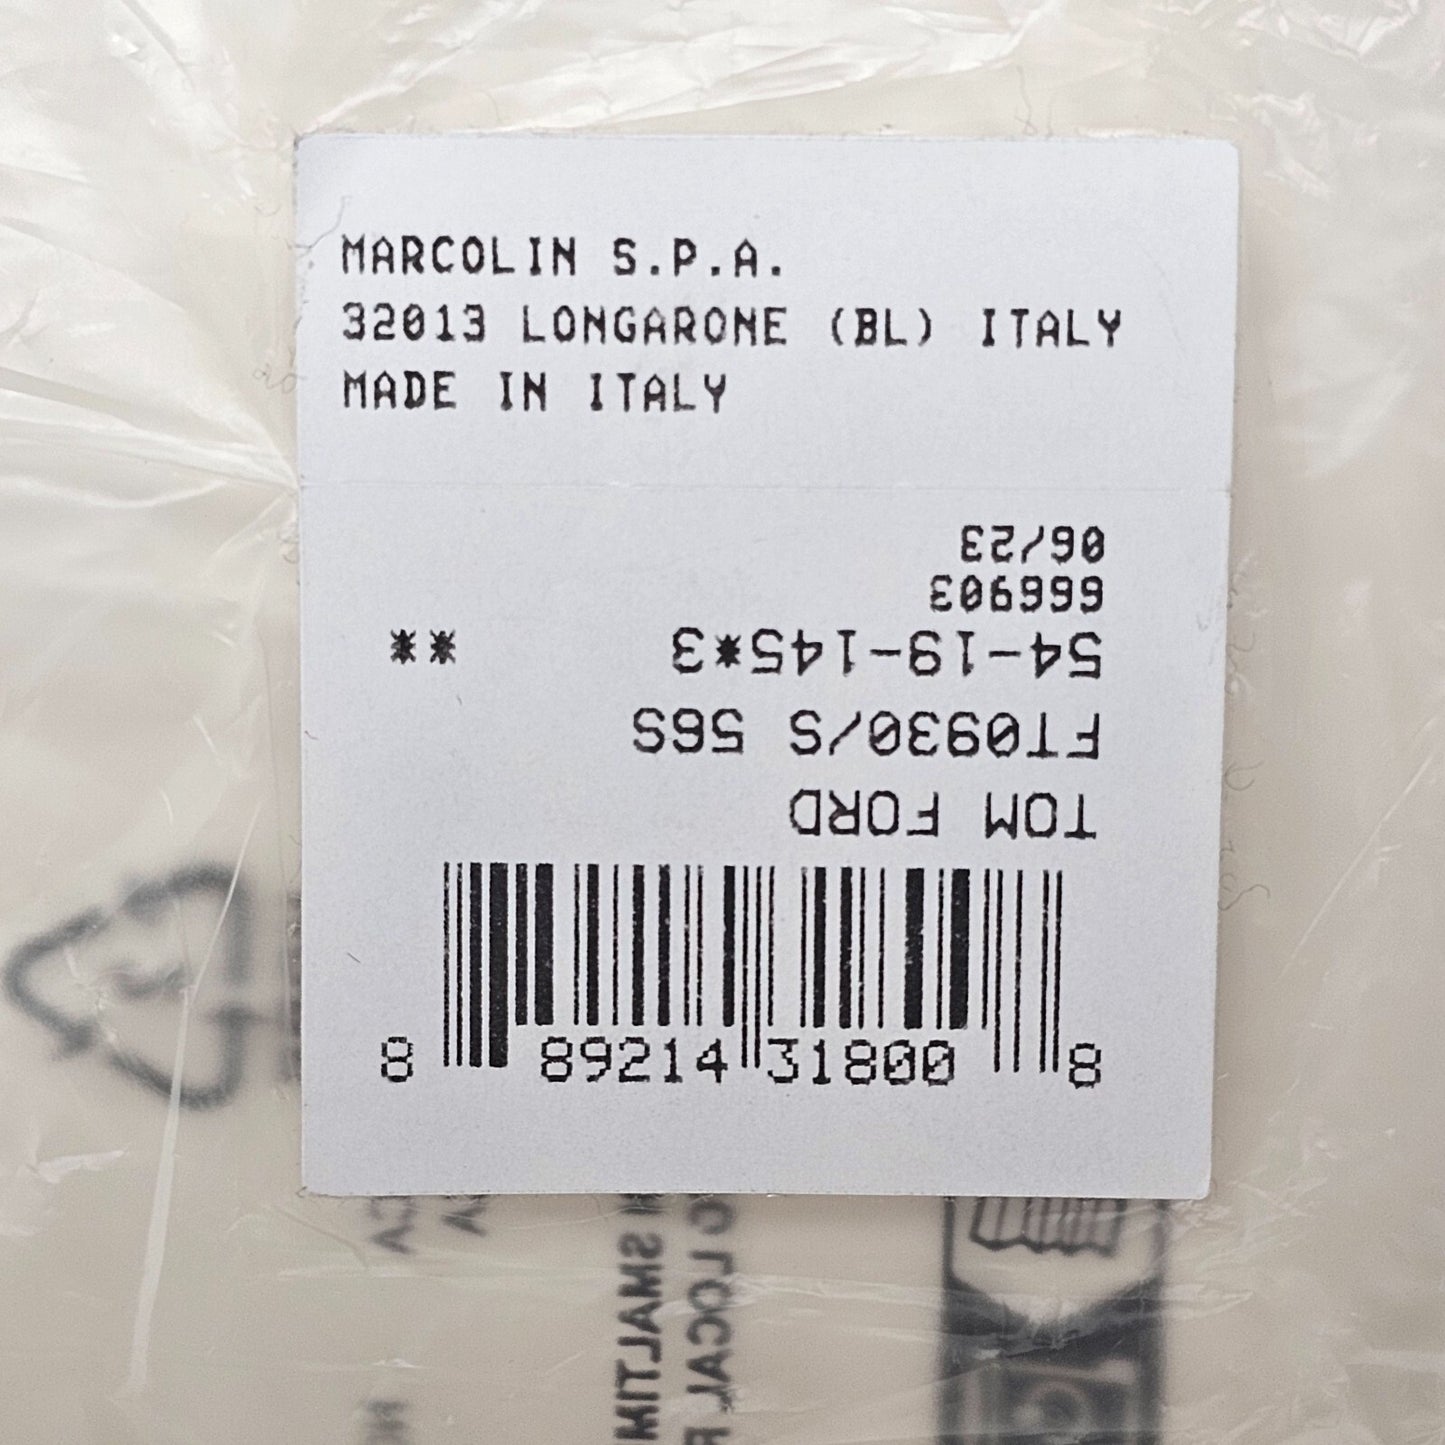 MARCOLIN S.P.A.
32013 LONGARONE (BL) ITALY
MADE IN ITALY
TOM FORD
FT0930/S 56S
54-19-145*3 **
666903
06/23
8 89214 31800 8